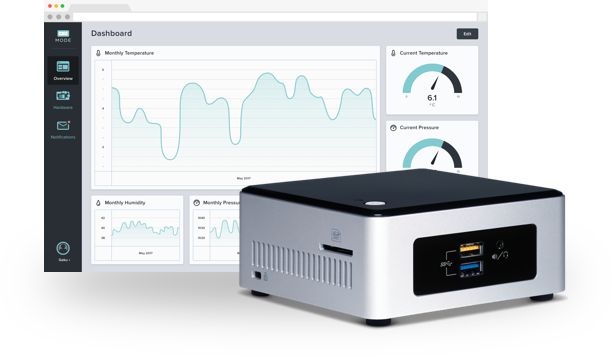 MODE
Dashboard
Edit
Overview
Hardware
Notifications
Monthly Temperature
May 2017
Current Temperature
6.1
°C
Current Pressure
Monthly Humidity
May 2017
Monthly Pressu